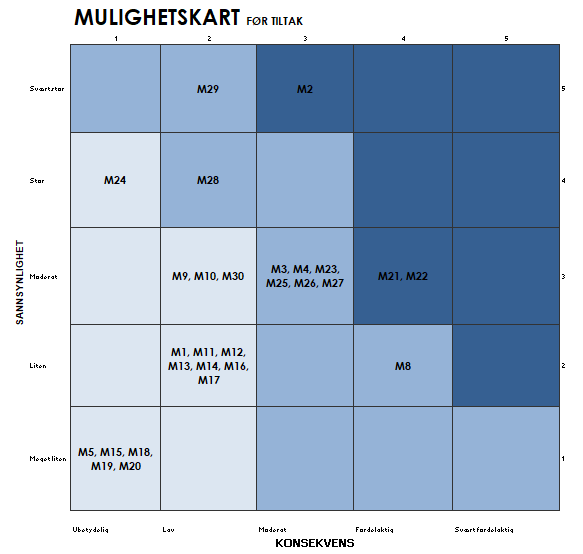 MULIGHETSKART FØR TILTAK
1 2 3 4 5
Svært stor M29 M2 5
Stor M24 M28 4
SANNSYNLIGHET
Moderat M9, M10, M30 M3, M4, M23, M21, M22 3
M25, M26, M27
M1, M11, M12,
Liten M13, M14, M16, M8 2
M17
Meget liten M5, M15, M18, 1
M19, M20
Ubetydelig Lav Moderat Fordelaktig Svært fordelaktig
KONSEKVENS